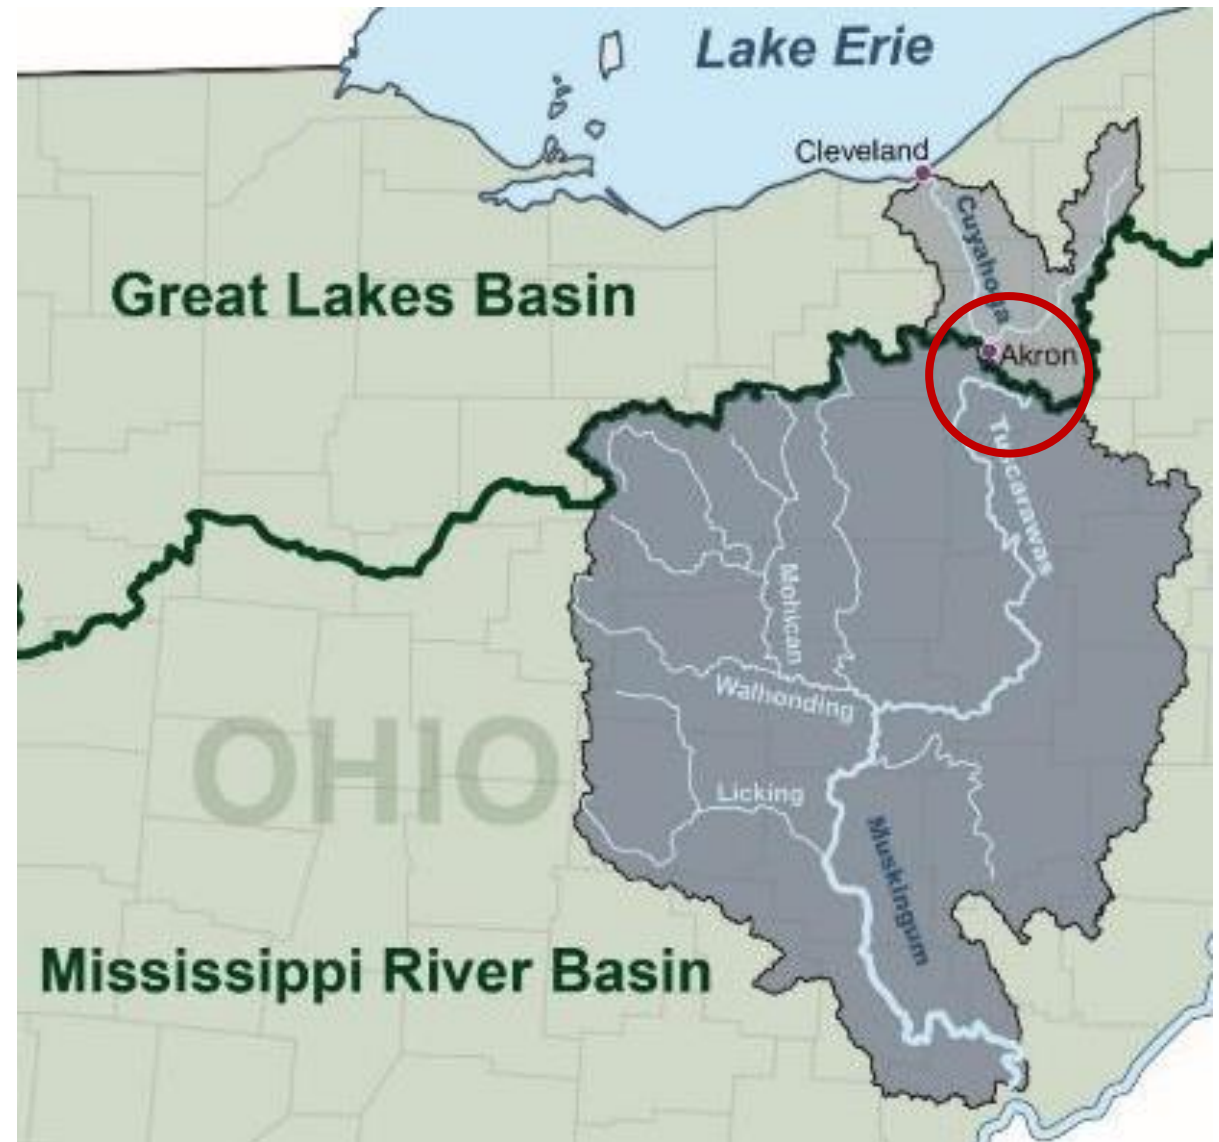 Lake Erie
Cleveland
Cuyahoga
Great Lakes Basin
Akron
Tuscarawas
Mohican
Walhonding
OHIO
Licking
Muskingum
Mississippi River Basin